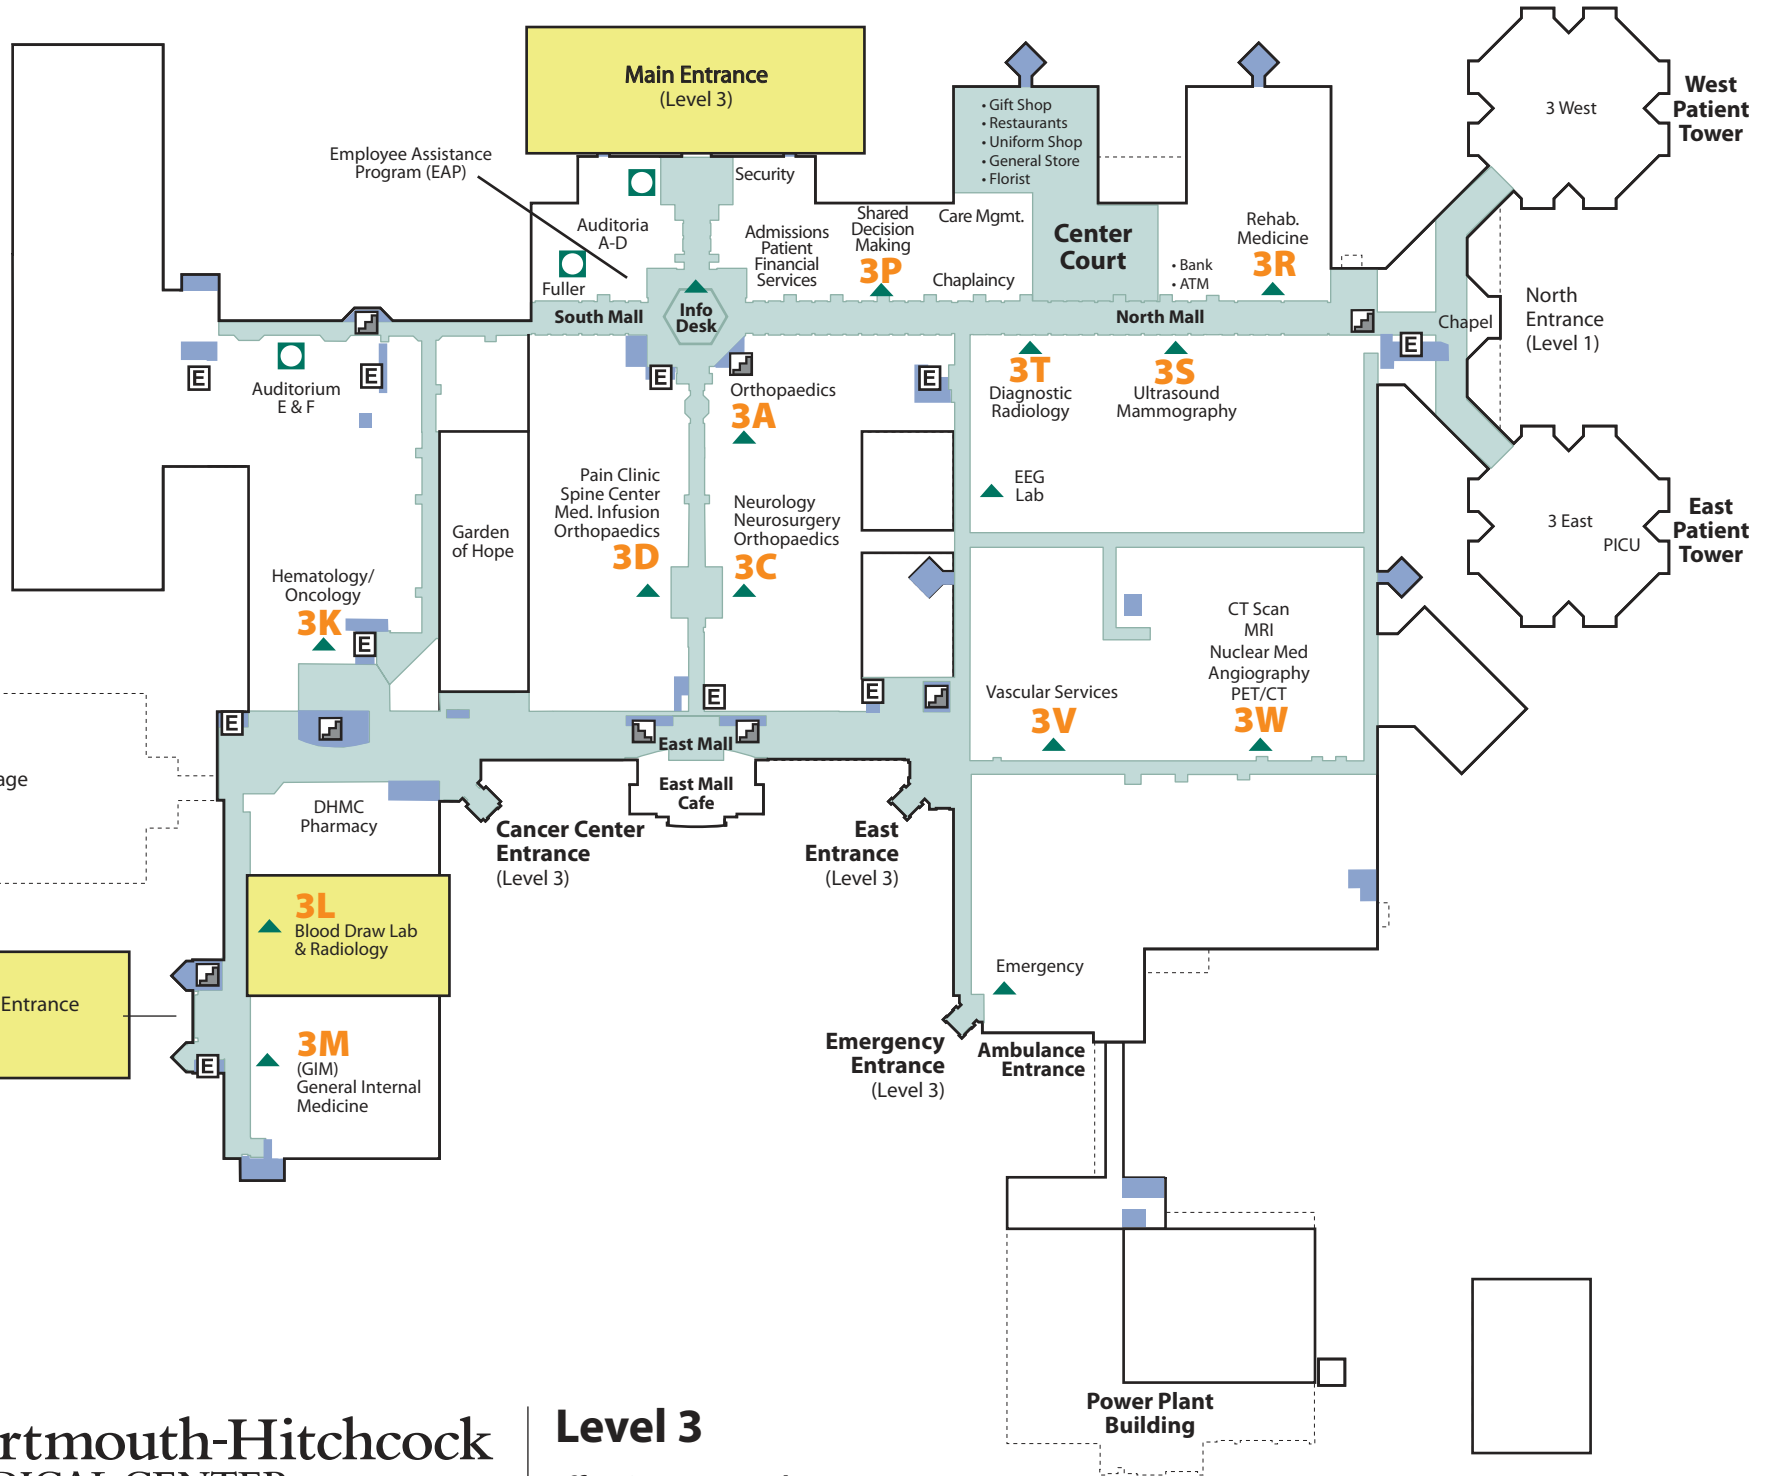 Main Entrance
(Level 3)
Employee Assistance
Program (EAP)
Security
Auditoria
A-D
Fuller
Admissions
Patient
Financial
Services
Shared
Decision
Making
3P
Care Mgmt.
Chaplaincy
• Gift Shop
• Restaurants
• Uniform Shop
• General Store
• Florist
Center
Court
• Bank
• ATM
Rehab.
Medicine
3R
3 West
West
Patient
Tower
South Mall
Info
Desk
North Mall
Chapel
North
Entrance
(Level 1)
E
Auditorium
E & F
E
E
Orthopaedics
3A
E
3T
Diagnostic
Radiology
3S
Ultrasound
Mammography
E
EEG
Lab
Pain Clinic
Spine Center
Med. Infusion
Orthopaedics
3D
Neurology
Neurosurgery
Orthopaedics
3C
Garden
of Hope
3 East
PICU
East
Patient
Tower
Hematology/
Oncology
3K
E
CT Scan
MRI
Nuclear Med
Angiography
PET/CT
3W
Vascular Services
3V
E
E
E
East Mall
East Mall
Cafe
age
DHMC
Pharmacy
Cancer Center
Entrance
(Level 3)
East
Entrance
(Level 3)
3L
Blood Draw Lab
& Radiology
Entrance
3M
(GIM)
General Internal
Medicine
E
Emergency
Emergency
Entrance
(Level 3)
Ambulance
Entrance
Power Plant
Building
rtmouth-Hitchcock
DICAL CENTER
Level 3